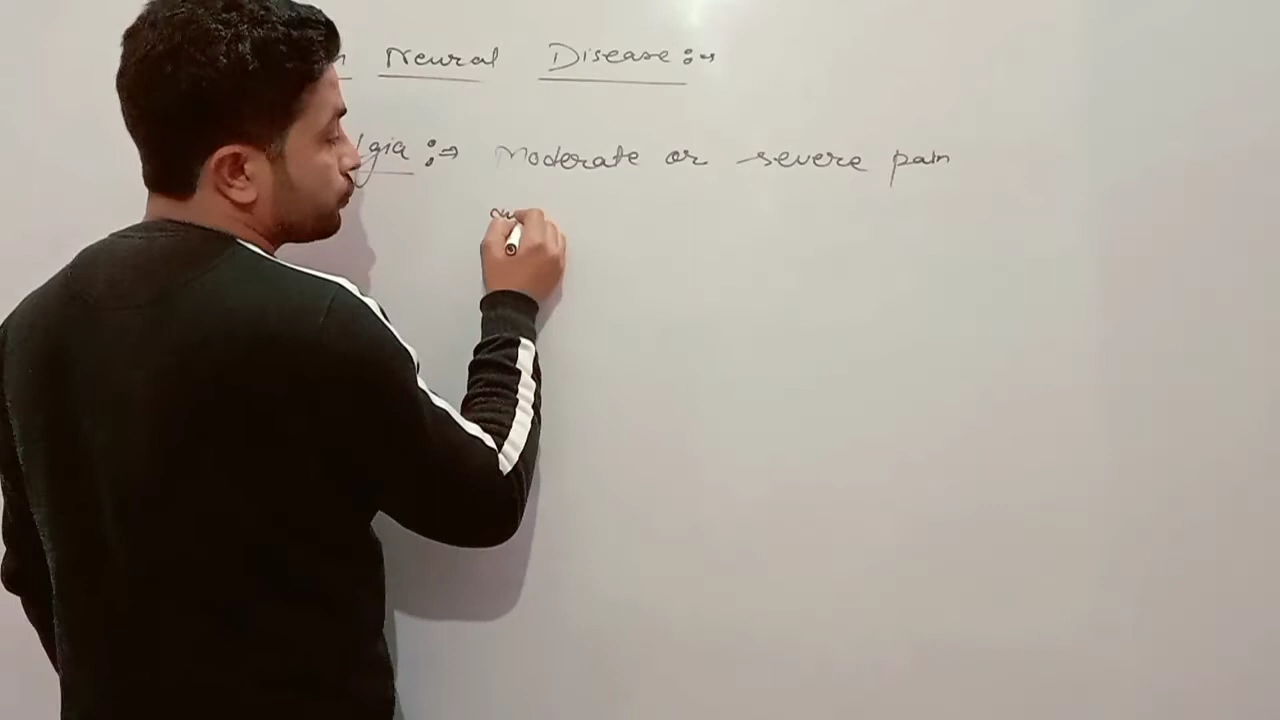 Neural Disease :→
:⇒ Moderate or severe pain